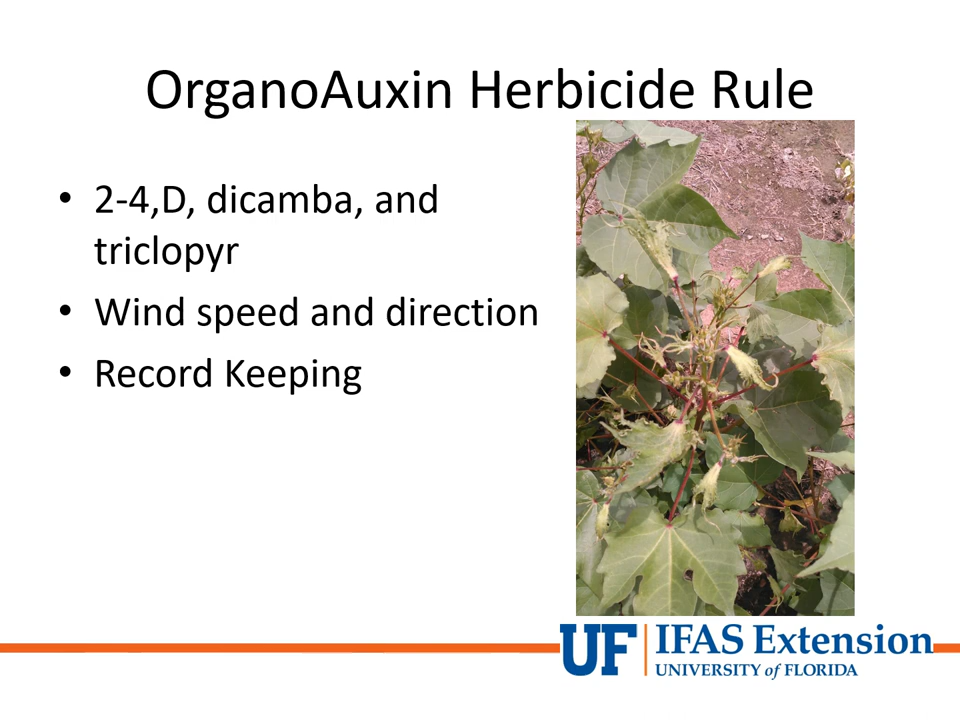 OrganoAuxin Herbicide Rule
• 2-4,D, dicamba, and
triclopyr
• Wind speed and direction
• Record Keeping
UF IFAS Extension
UNIVERSITY of FLORIDA